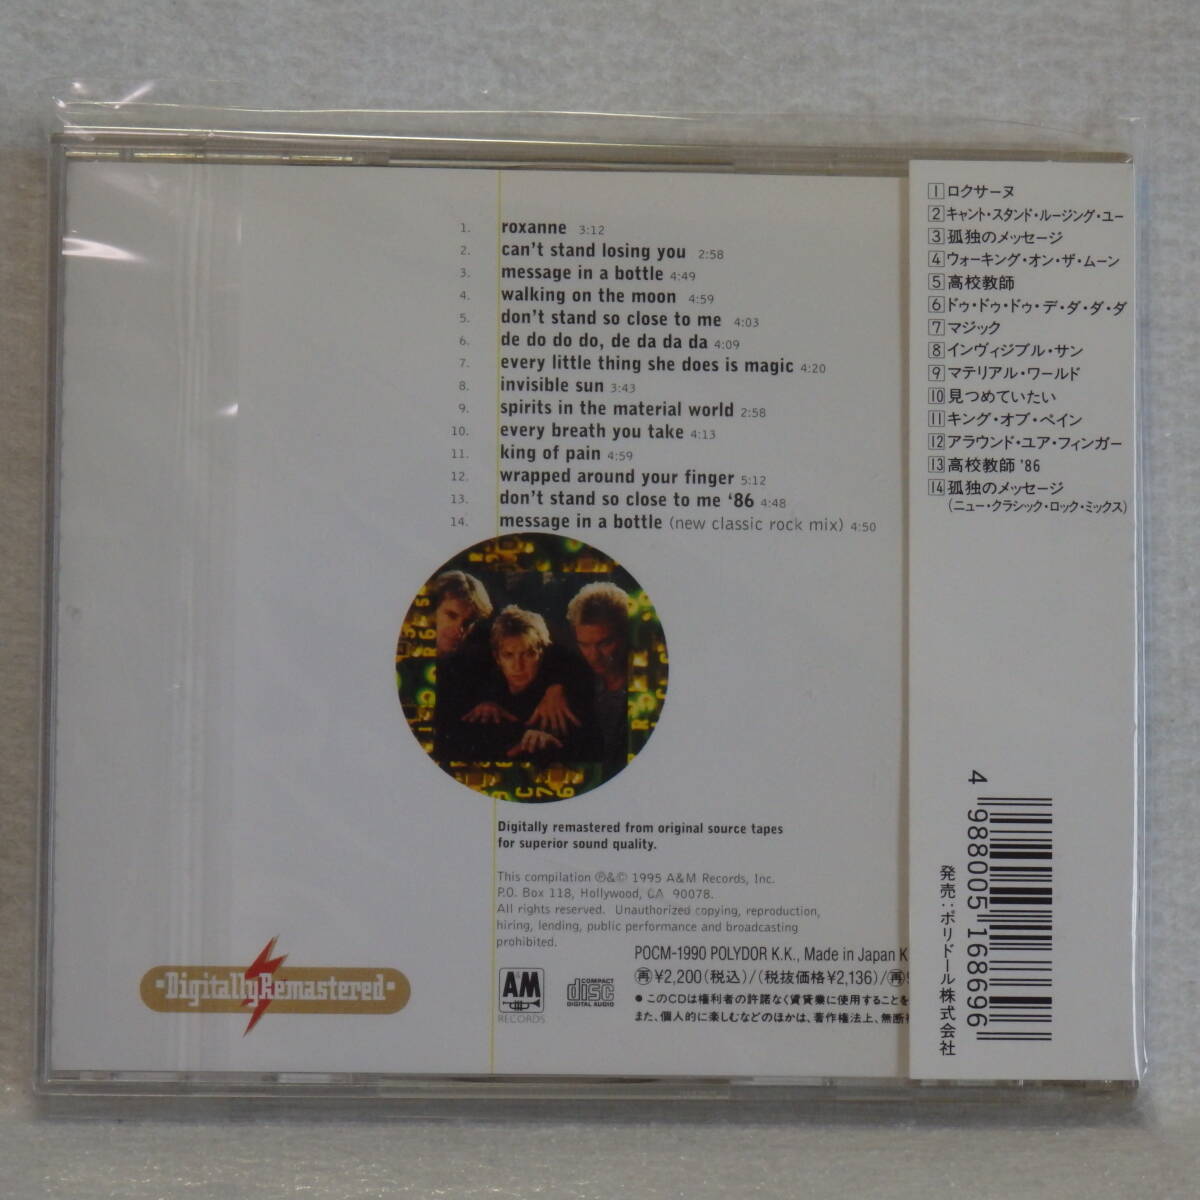 1. roxanne 3:12
2. can't stand losing you 2:58
3. message in a bottle 4:49
4. walking on the moon 4:59
5. don't stand so close to me 4:03
6. de do do do, de da da da 4:09
7. every little thing she does is magic 4:20
8. invisible sun 3:43
9. spirits in the material world 2:58
10. every breath you take 4:13
11. king of pain 4:59
12. wrapped around your finger 5:12
13. don't stand so close to me '86 4:48
14. message in a bottle (new classic rock mix) 4:50
Digitally remastered from original source tapes
for superior sound quality.
This compilation ℗&© 1995 A&M Records, Inc.
P.O. Box 118, Hollywood, CA 90078.
All rights reserved. Unauthorized copying, reproduction,
hiring, lending, public performance and broadcasting
prohibited.
·Digitally Remastered·
A&M
RECORDS
COMPACT
disc
DIGITAL AUDIO
POCM-1990 POLYDOR K.K., Made in Japan K
再¥2,200(税込)/(税抜価格¥2,136)/再
●このCDは権利者の許諾なく賃貸業に使用することを
また、個人的に楽しむなどのほかは、著作権法上、無断
1 ロクサーヌ
2 キャント・スタンド・ルージング・ユー
3 孤独のメッセージ
4 ウォーキング・オン・ザ・ムーン
5 高校教師
6 ドゥ・ドゥ・ドゥ・デ・ダ・ダ・ダ
7 マジック
8 インヴィジブル・サン
9 マテリアル・ワールド
10 見つめていたい
11 キング・オブ・ペイン
12 アラウンド・ユア・フィンガー
13 高校教師 '86
14 孤独のメッセージ
(ニュー・クラシック・ロック・ミックス)
4 988005 168696
発売:ポリドール株式会社